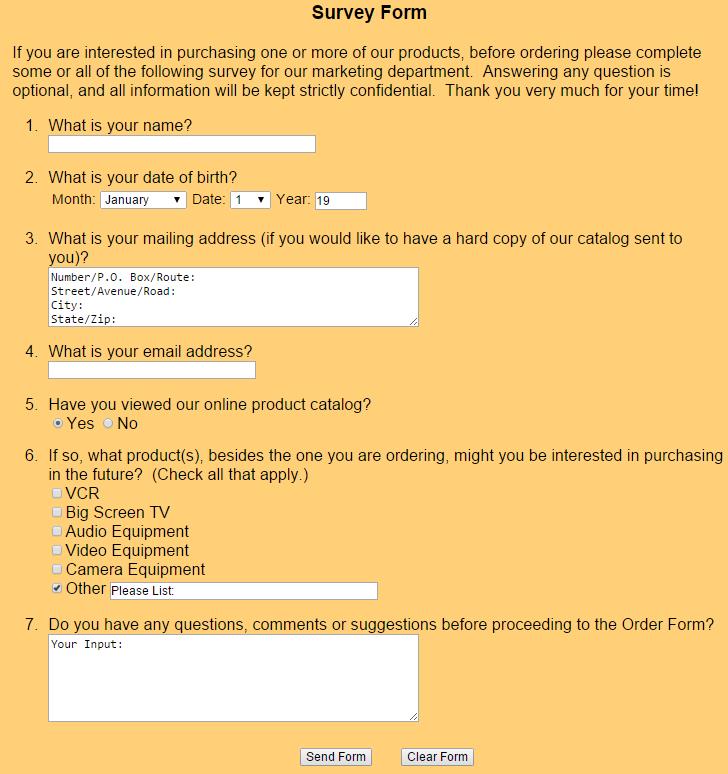 Survey Form
If you are interested in purchasing one or more of our products, before ordering please complete
some or all of the following survey for our marketing department.  Answering any question is
optional, and all information will be kept strictly confidential.  Thank you very much for your time!
1. What is your name?
2. What is your date of birth?
Month: January Date: 1 Year: 19
3. What is your mailing address (if you would like to have a hard copy of our catalog sent to
you)?
Number/P.O. Box/Route:
Street/Avenue/Road:
City:
State/Zip:
4. What is your email address?
5. Have you viewed our online product catalog?
Yes No
6. If so, what product(s), besides the one you are ordering, might you be interested in purchasing
in the future?  (Check all that apply.)
VCR
Big Screen TV
Audio Equipment
Video Equipment
Camera Equipment
Other Please List:
7. Do you have any questions, comments or suggestions before proceeding to the Order Form?
Your Input:
Send Form Clear Form